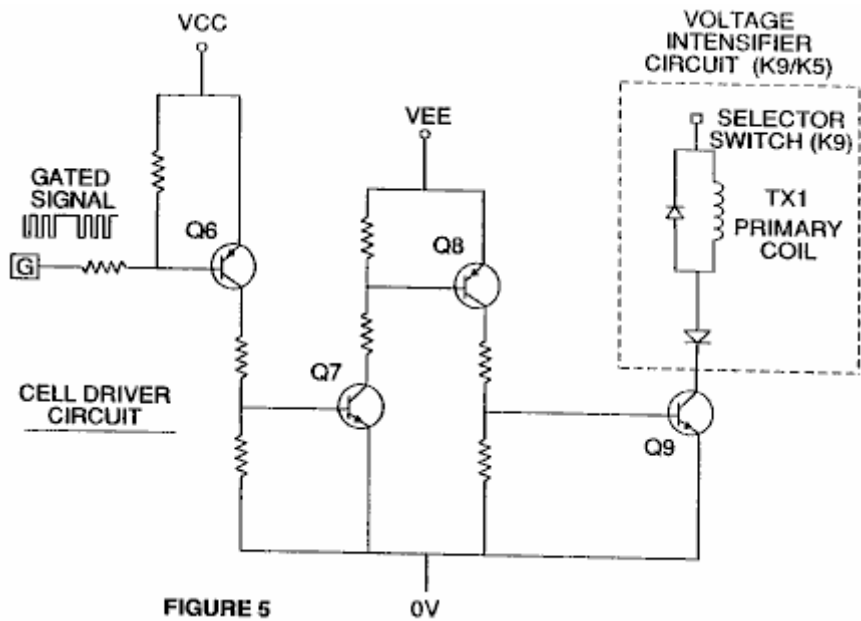 VCC
VOLTAGE
INTENSIFIER
CIRCUIT (K9/K5)
VEE
SELECTOR
SWITCH (K9)
GATED
SIGNAL
Q6
Q8
TX1
PRIMARY
COIL
G
Q7
CELL DRIVER
CIRCUIT
Q9
FIGURE 5
0V